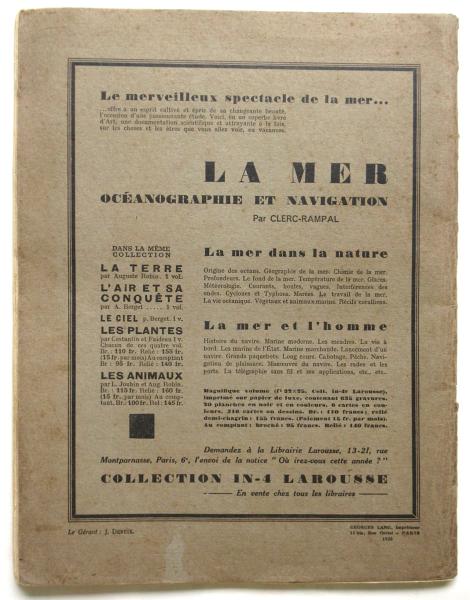 Le merveilleux spectacle de la mer...
...offre à un esprit cultivé et épris de sa changeante beauté,
l'occasion d'une passionnante étude. Voici, en un superbe livre
d'Art, une documentation scientifique et attrayante à la fois,
sur les choses et les êtres que vous allez voir, en vacances.
LA MER
OCÉANOGRAPHIE ET NAVIGATION
Par CLERC-RAMPAL
DANS LA MÊME
COLLECTION
LA TERRE
par Auguste Robin. 1 vol.
L'AIR ET SA
CONQUÊTE
par A. Berget ..... 1 vol.
LE CIEL p. Berget. 1 v.
LES PLANTES
par Costantin et Faideau 1 v.
Chacun de ces quatre vol.
Br. : 110 fr. Relié : 155 fr.
(15 fr. par mois) Au comptant
Br : 95 fr. Relié : 140 fr.
LES ANIMAUX
par L. Joubin et Aug. Robin.
Br. : 115 fr. Relié : 160 fr.
(15 fr. par mois) Au comp-
tant, Br. 100 fr. Rel : 145 fr.
La mer dans la nature
Origine des océans. Géographie de la mer. Chimie de la mer.
Profondeurs. Le fond de la mer. Température de la mer. Glaces.
Météorologie. Courants, houles, vagues. Interférences des
ondes. Cyclones et Typhons. Marées. Le travail de la mer.
La vie océanique. Végétaux et animaux marins. Récifs coralliens.
La mer et l'homme
Histoire du navire. Marine moderne. Les méandres. La vie à
bord. Les marins de l'État. Marine marchande. Lancement d'un
navire. Grands paquebots. Long cours. Cabotage. Pêche. Navi-
gation de plaisance. Manœuvre du navire. Les rades et les
ports. La télégraphie sans fil et ses applications, etc...
Magnifique volume (f° 32×25. Coll. in-4° Larousse),
imprimé sur papier de luxe, contenant 636 gravures.
20 planches en noir et en couleurs, 6 cartes en cou-
leurs, 316 cartes ou dessins. Br. : 110 francs ; relié
demi-chagrin : 155 francs. (Paiement 15 fr. par mois).
Au comptant : broché : 95 francs. Relié : 140 francs.
Demandez à la Librairie Larousse, 13-21, rue
Montparnasse, Paris, 6e, l'envoi de la notice " Où irez-vous cette année ? "
COLLECTION IN-4 LAROUSSE
En vente chez tous les libraires
Le Gérant : J.
GEORGES LANG, Imprimeur
11 bis, Rue Curial - PARIS